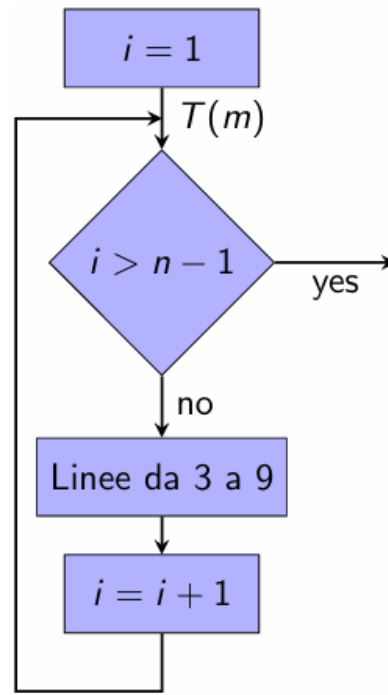 i = 1
T(m)
i > n − 1
yes
no
Linee da 3 a 9
i = i + 1